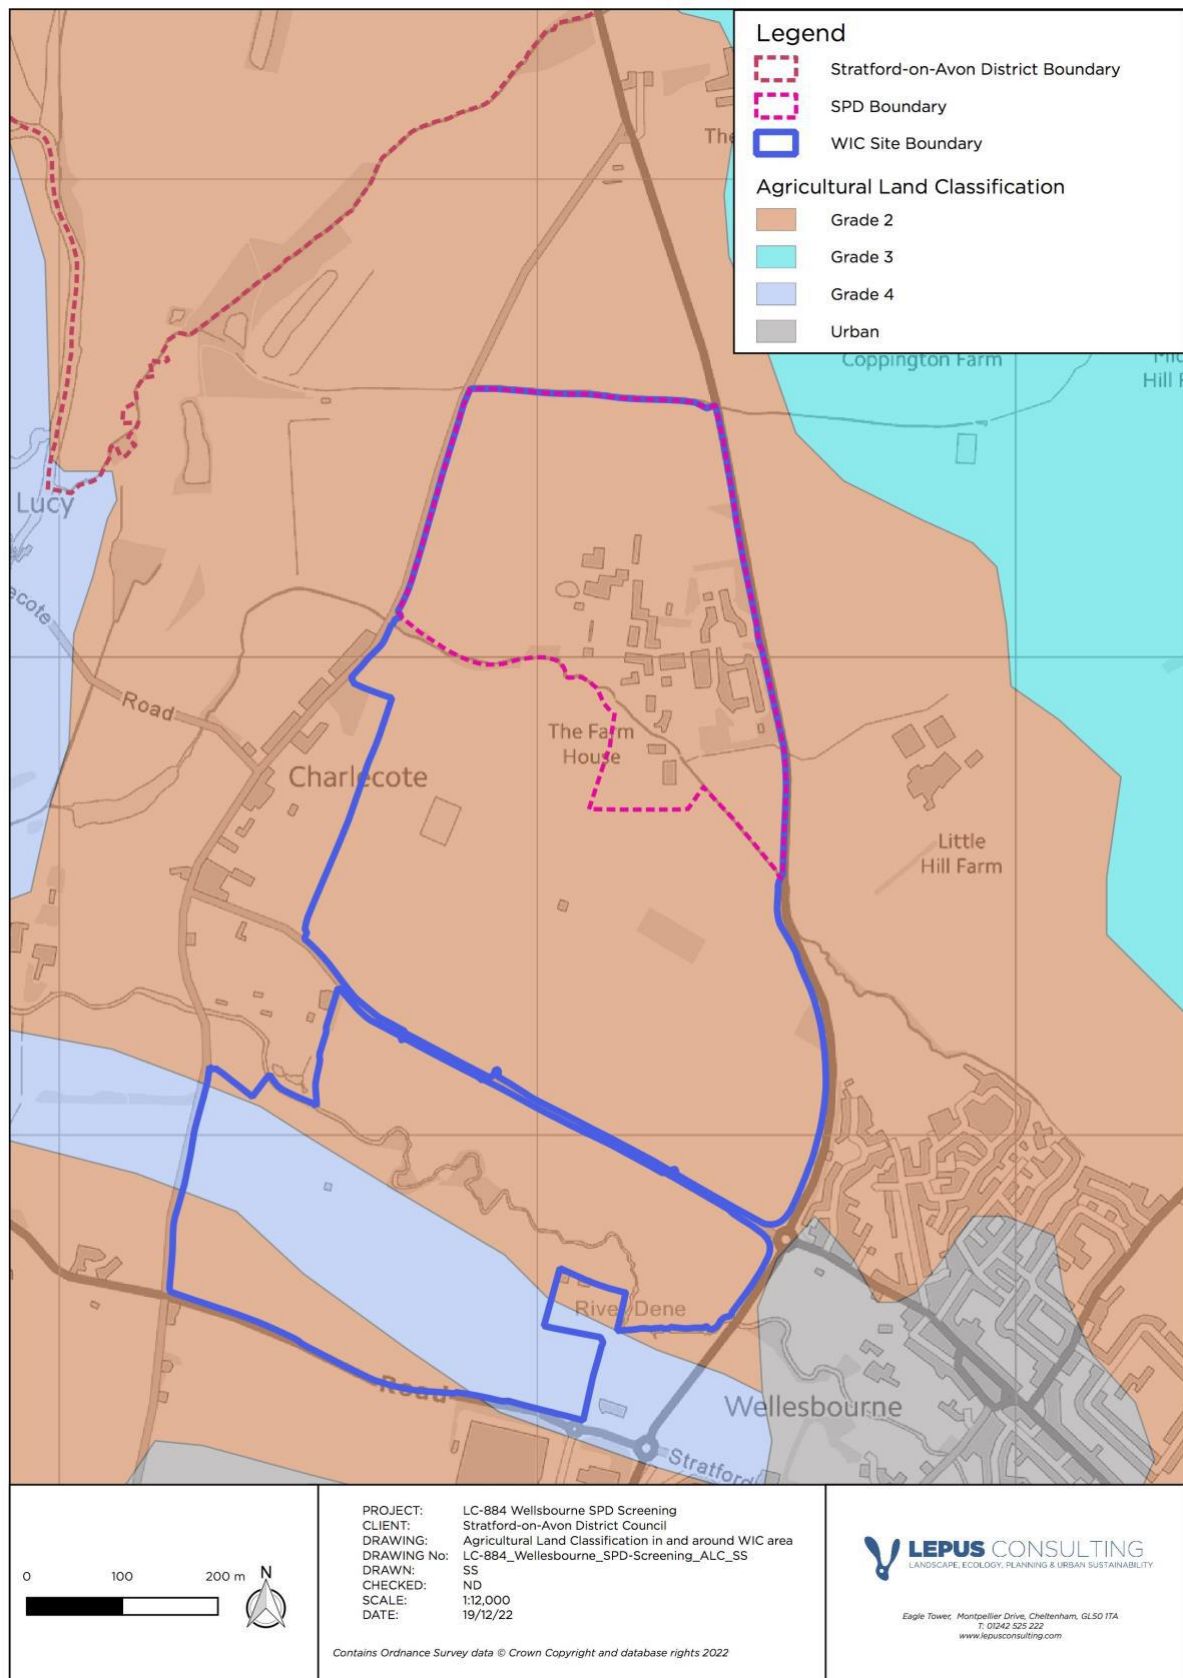 Legend
Stratford-on-Avon District Boundary
SPD Boundary
WIC Site Boundary
Agricultural Land Classification
Grade 2
Grade 3
Grade 4
Urban
The
Coppington Farm
Hill F
Lucy
ecote
Road
The Farm
House
Charlecote
Little
Hill Farm
River Dene
Road
Wellesbourne
Stratford
0 100 200 m
N
PROJECT: LC-884 Wellsbourne SPD Screening
CLIENT: Stratford-on-Avon District Council
DRAWING: Agricultural Land Classification in and around WIC area
DRAWING No: LC-884_Wellesbourne_SPD-Screening_ALC_SS
DRAWN: SS
CHECKED: ND
SCALE: 1:12,000
DATE: 19/12/22
Contains Ordnance Survey data © Crown Copyright and database rights 2022
LEPUS CONSULTING
LANDSCAPE, ECOLOGY, PLANNING & URBAN SUSTAINABILITY
Eagle Tower, Montpellier Drive, Cheltenham, GL50 1TA
T: 01242 525 222
www.lepusconsulting.com